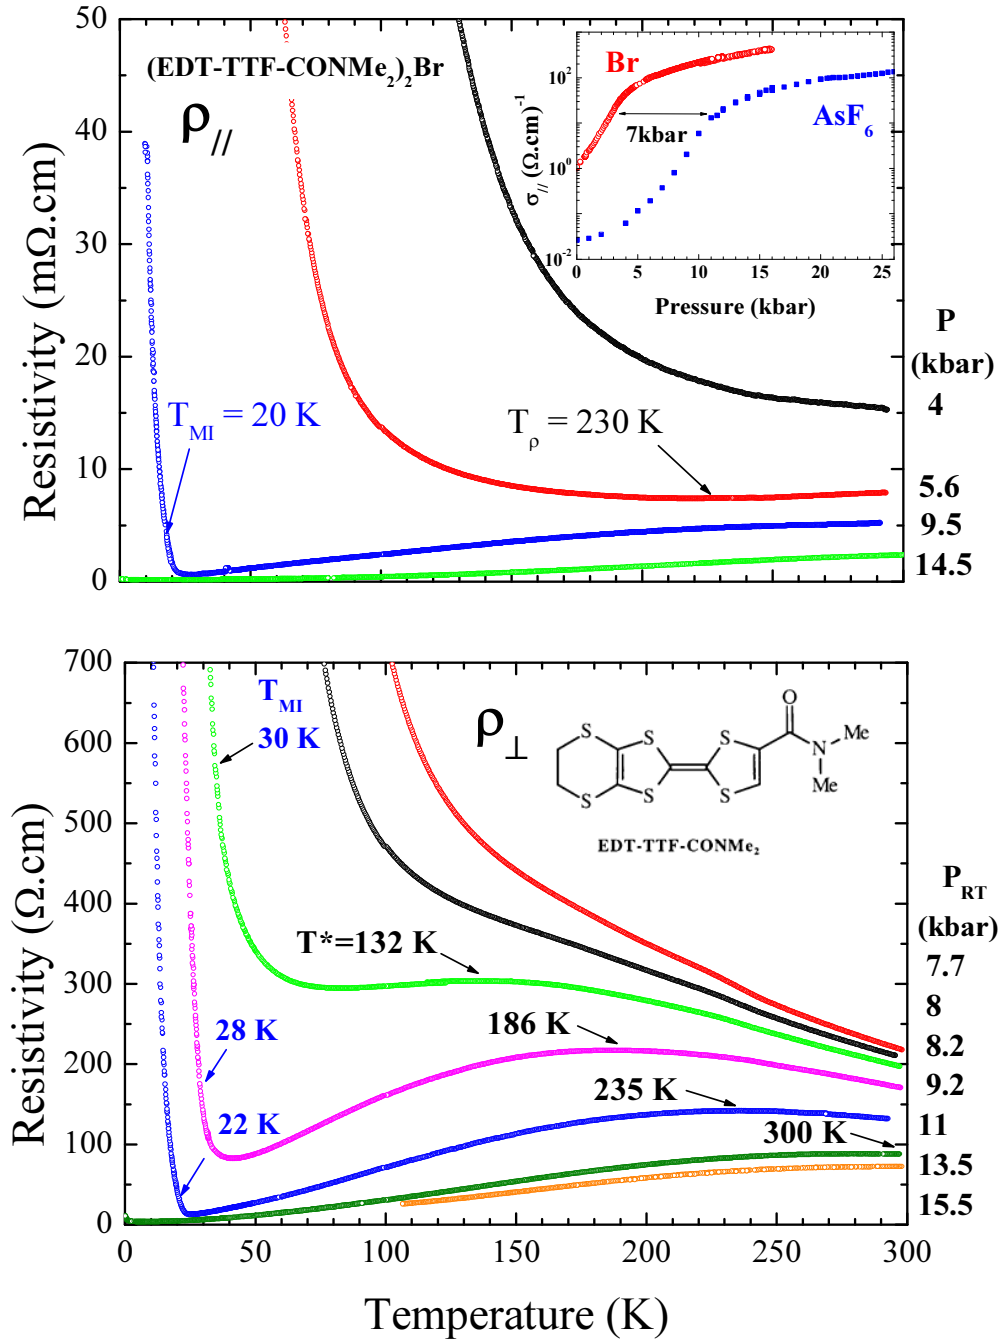 50
40
30
20
10
0
Resistivity (mΩ.cm)
(EDT-TTF-CONMe2)2Br
ρ//
TMI = 20 K
Tρ = 230 K
Br
AsF6
7kbar
σ// (Ω.cm)-1
10^2
10^0
10^-2
0 5 10 15 20 25
Pressure (kbar)
P
(kbar)
4
5.6
9.5
14.5
700
600
500
400
300
200
100
0
Resistivity (Ω.cm)
TMI
30 K
28 K
22 K
ρ⊥
O
N
Me
Me
S S S
S S S
EDT-TTF-CONMe2
T*=132 K
186 K
235 K
300 K
PRT
(kbar)
7.7
8
8.2
9.2
11
13.5
15.5
0 50 100 150 200 250 300
Temperature (K)